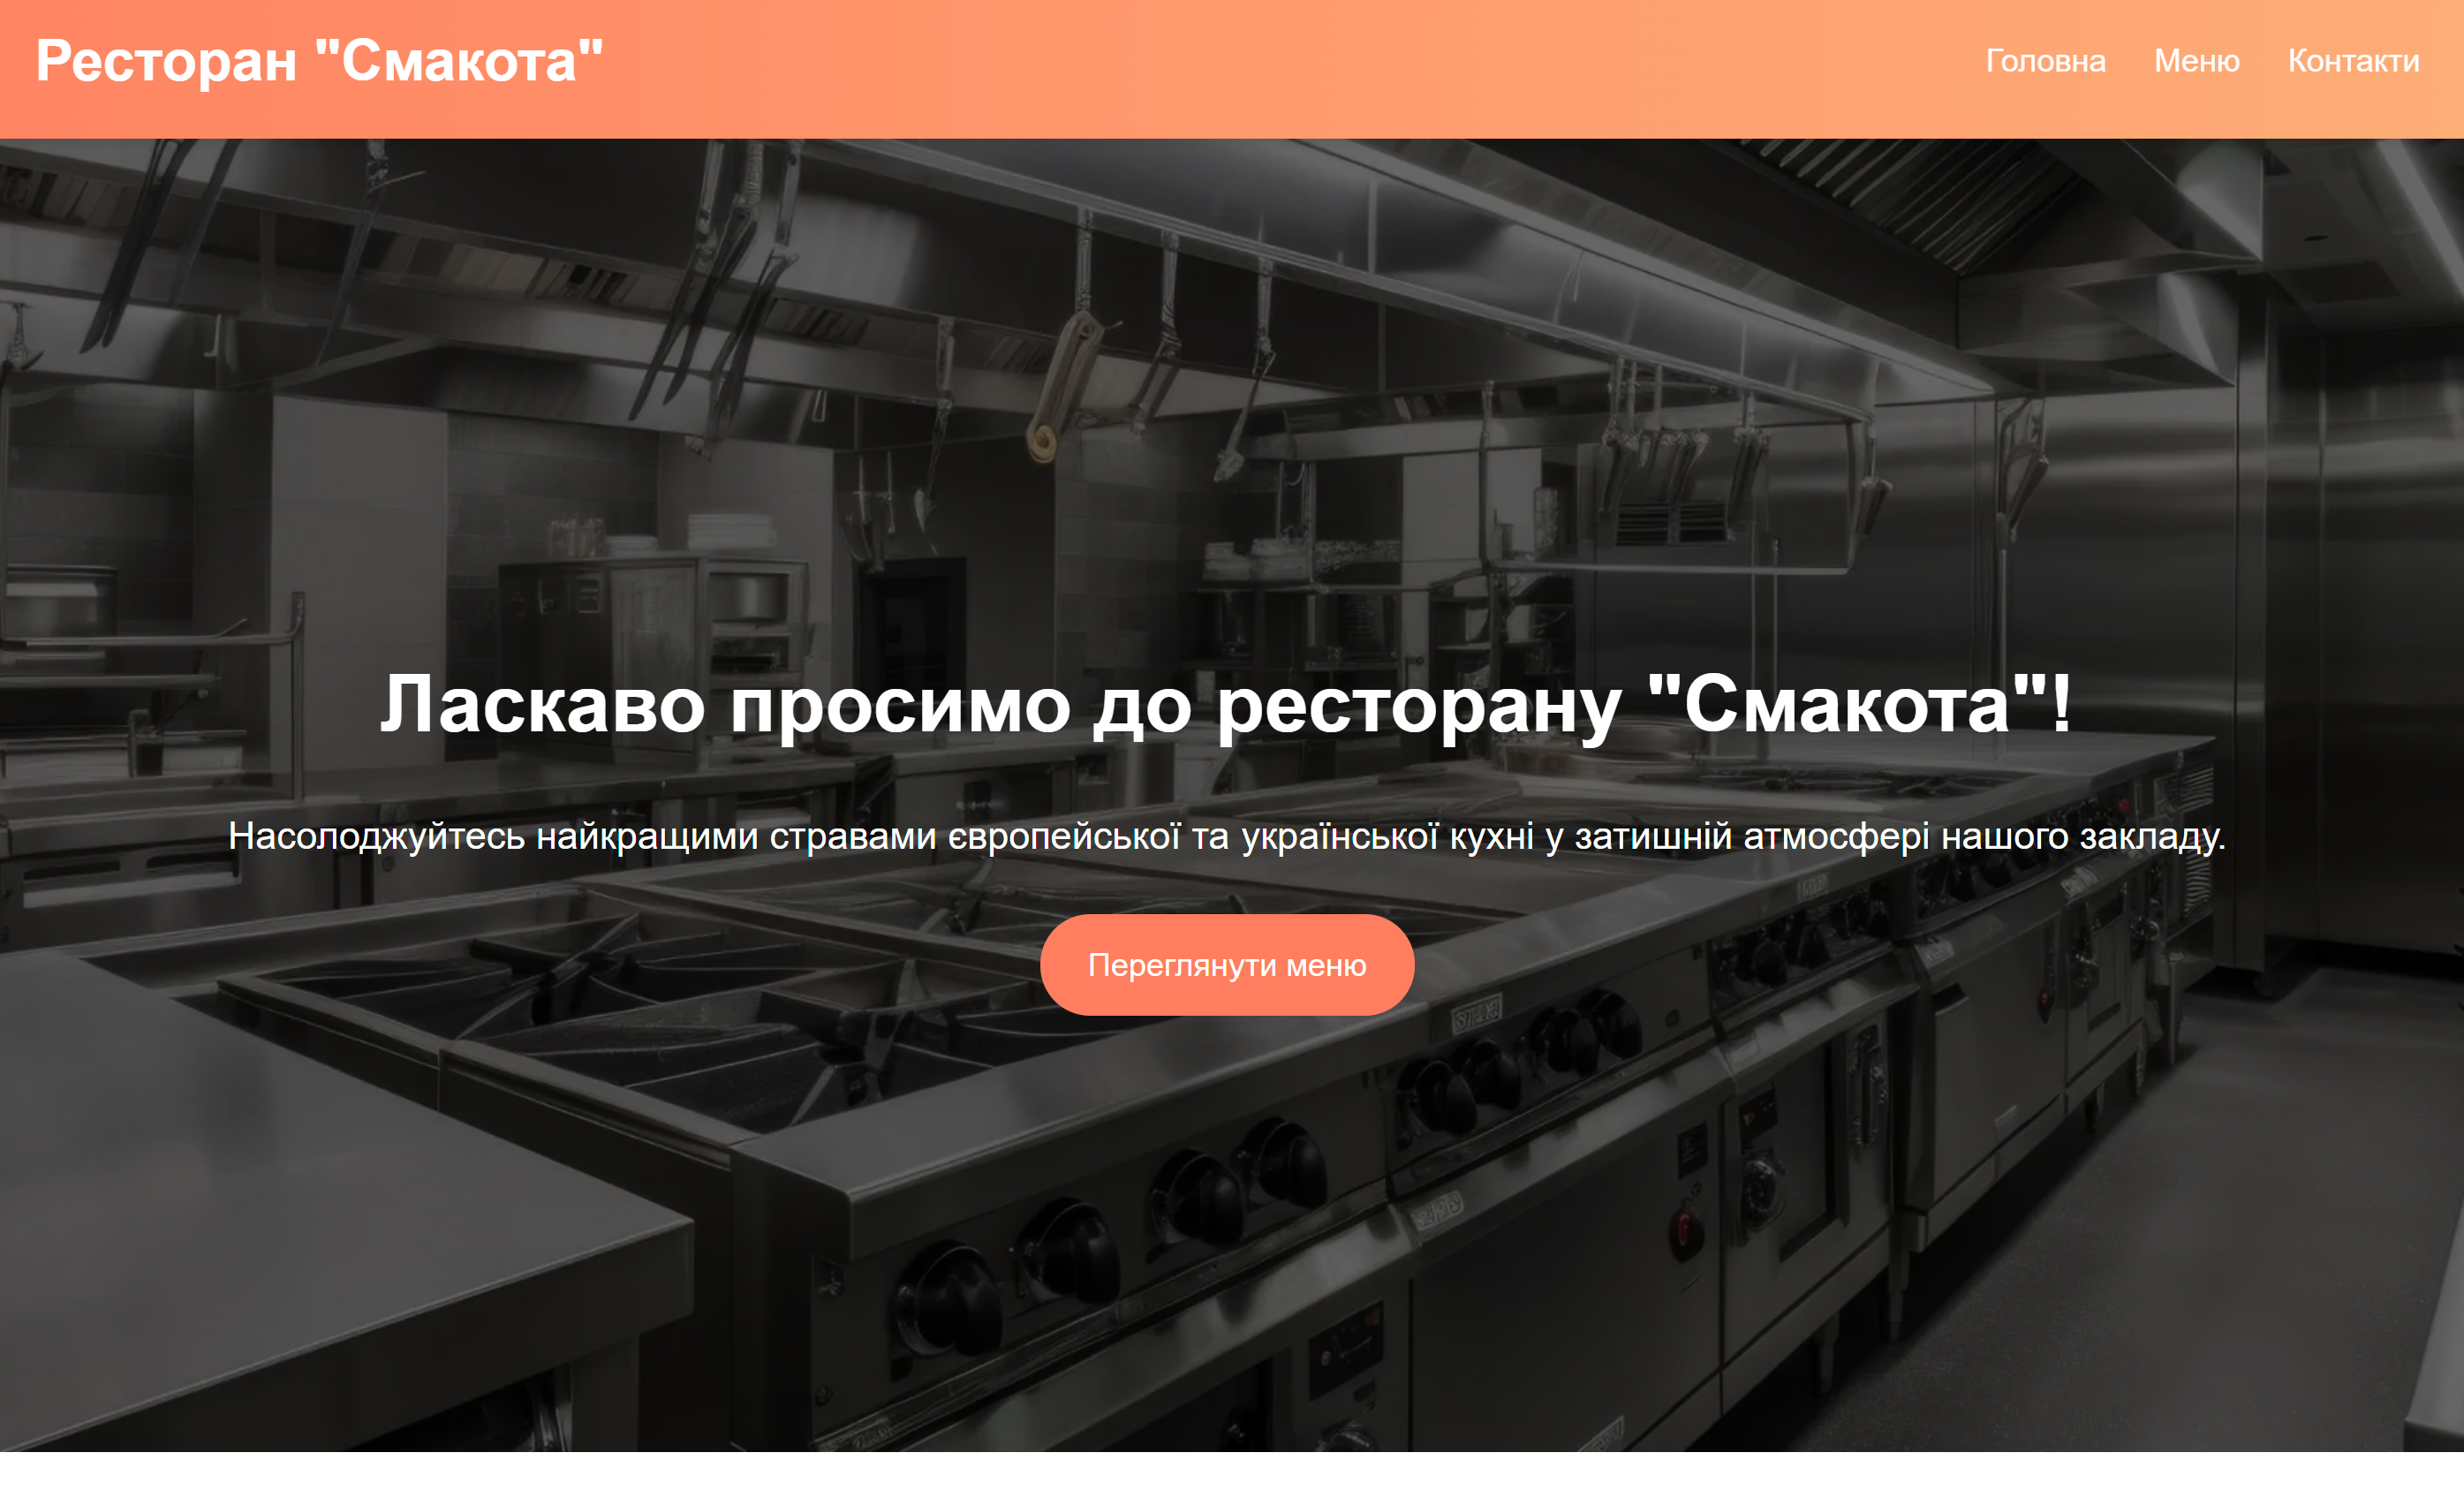 Ресторан "Смакота"
Головна Меню Контакти
Ласкаво просимо до ресторану "Смакота"!
Насолоджуйтесь найкращими стравами європейської та української кухні у затишній атмосфері нашого закладу.
Переглянути меню